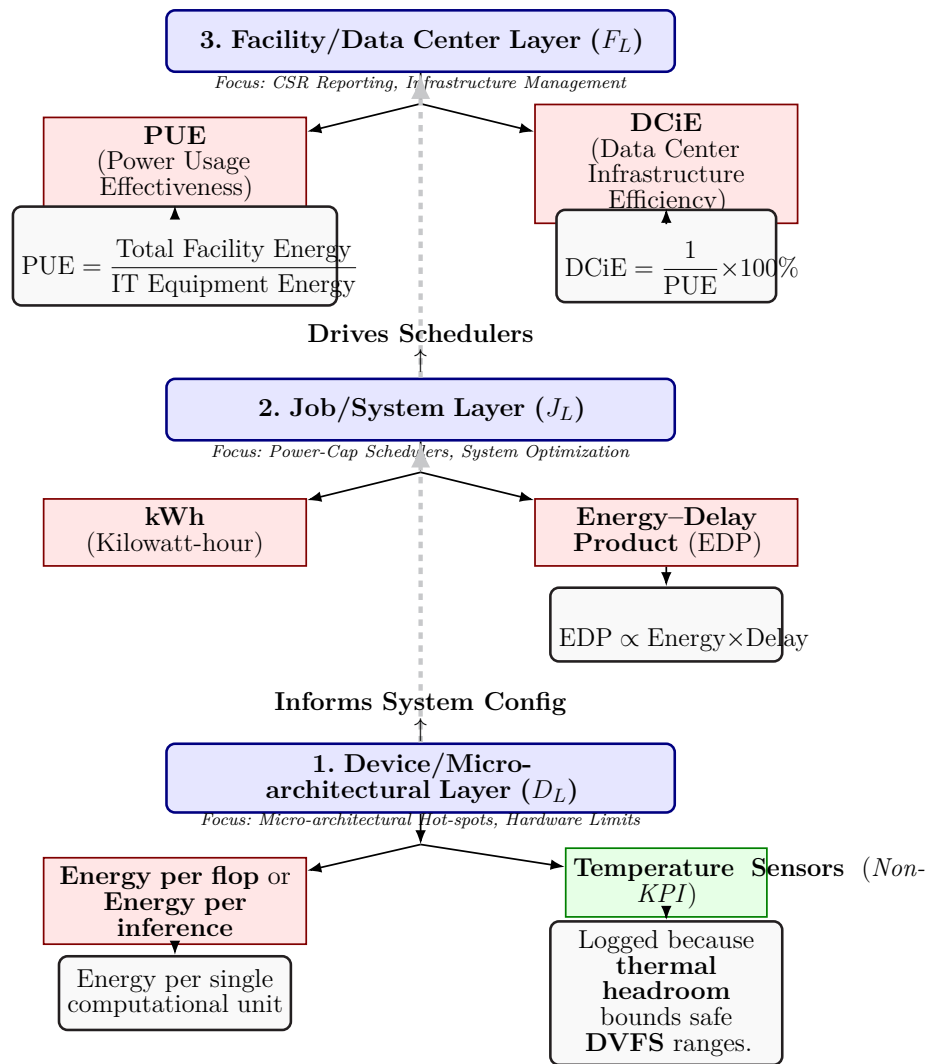 3. Facility/Data Center Layer (F_L)
Focus: CSR Reporting, Infrastructure Management
PUE
(Power Usage
Effectiveness)
DCiE
(Data Center
Infrastructure
Efficiency)
PUE = Total Facility Energy / IT Equipment Energy
DCiE = 1 / PUE ×100%
Drives Schedulers
↑
2. Job/System Layer (J_L)
Focus: Power-Cap Schedulers, System Optimization
kWh
(Kilowatt-hour)
Energy–Delay
Product (EDP)
EDP ∝ Energy×Delay
Informs System Config
↑
1. Device/Micro-
architectural Layer (D_L)
Focus: Micro-architectural Hot-spots, Hardware Limits
Energy per flop or
Energy per
inference
Temperature Sensors (Non-
KPI)
Energy per single
computational unit
Logged because
thermal
headroom
bounds safe
DVFS ranges.